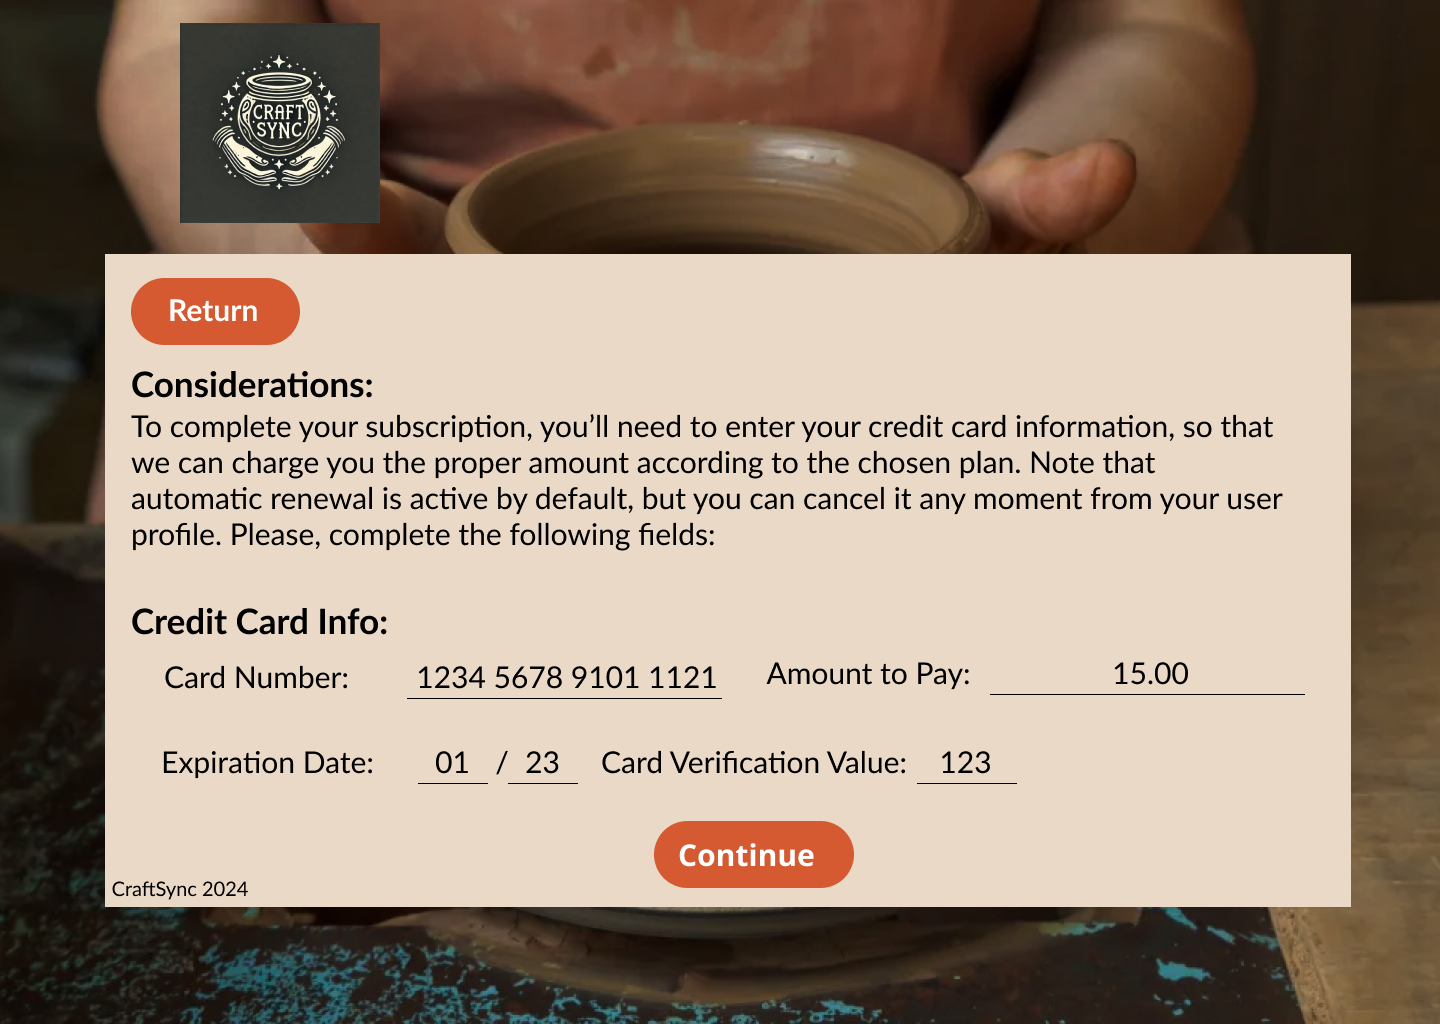 CRAFT
SYNC
Return
Considerations:
To complete your subscription, you’ll need to enter your credit card information, so that
we can charge you the proper amount according to the chosen plan. Note that
automatic renewal is active by default, but you can cancel it any moment from your user
profile. Please, complete the following fields:
Credit Card Info:
Card Number: 1234 5678 9101 1121 Amount to Pay: 15.00
Expiration Date: 01 / 23 Card Verification Value: 123
Continue
CraftSync 2024